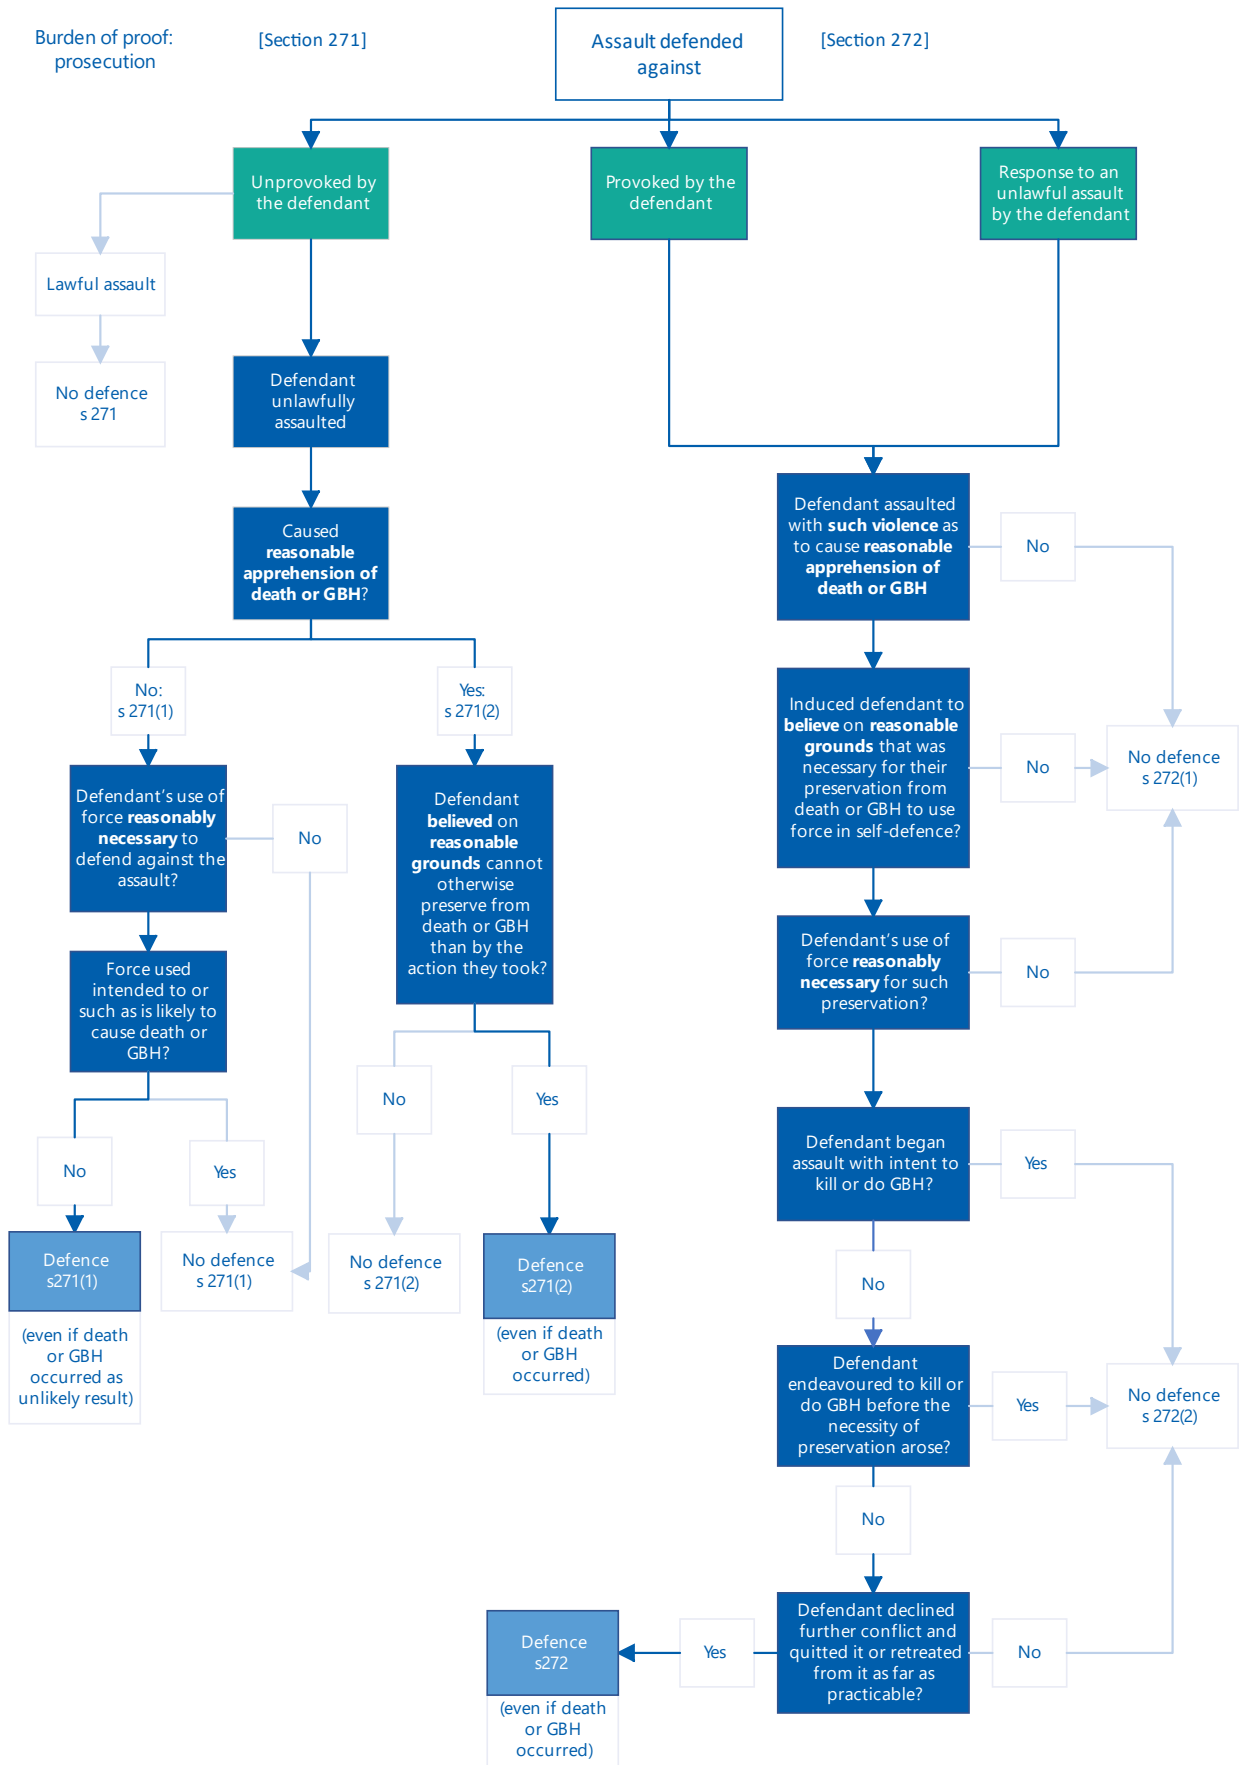 Burden of proof:
prosecution
[Section 271]
Assault defended
against
[Section 272]
Unprovoked by
the defendant
Provoked by the
defendant
Response to an
unlawful assault
by the defendant
Lawful assault
No defence
s 271
Defendant
unlawfully
assaulted
Caused
reasonable
apprehension of
death or GBH?
No:
s 271(1)
Yes:
s 271(2)
Defendant's use of
force reasonably
necessary to
defend against the
assault?
No
Force used
intended to or
such as is likely to
cause death or
GBH?
No
Yes
Defence
s271(1)
(even if death
or GBH
occurred as
unlikely result)
No defence
s 271(1)
Defendant
believed on
reasonable
grounds cannot
otherwise
preserve from
death or GBH
than by the
action they took?
No
Yes
No defence
s 271(2)
Defence
s271(2)
(even if death
or GBH
occurred)
Defendant assaulted
with such violence as
to cause reasonable
apprehension of
death or GBH
No
Induced defendant to
believe on reasonable
grounds that was
necessary for their
preservation from
death or GBH to use
force in self-defence?
No
No defence
s 272(1)
Defendant's use of
force reasonably
necessary for such
preservation?
No
Defendant began
assault with intent to
kill or do GBH?
Yes
No
Defendant
endeavoured to kill or
do GBH before the
necessity of
preservation arose?
Yes
No defence
s 272(2)
No
Defendant declined
further conflict and
quitted it or retreated
from it as far as
practicable?
No
Yes
Defence
s272
(even if death
or GBH
occurred)